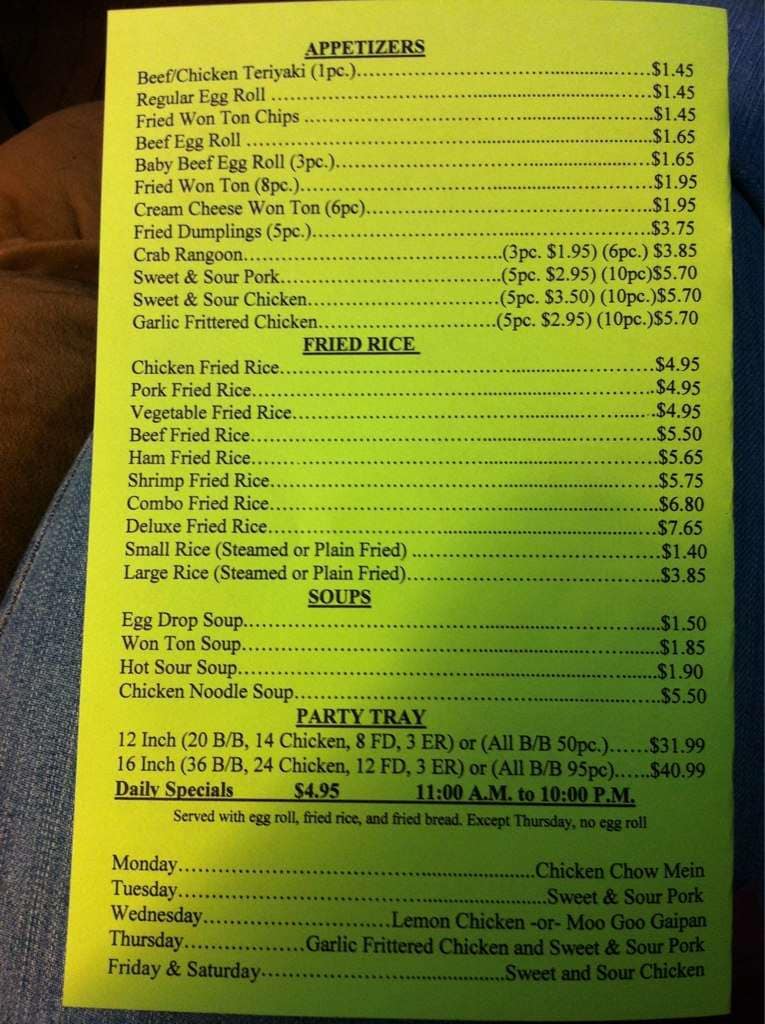 APPETIZERS
Beef/Chicken Teriyaki (1pc.)......................................................$1.45
Regular Egg Roll ......................................................$1.45
Fried Won Ton Chips ......................................................$1.45
Beef Egg Roll ......................................................$1.65
Baby Beef Egg Roll (3pc.)......................................................$1.65
Fried Won Ton (8pc.)......................................................$1.95
Cream Cheese Won Ton (6pc)......................................................$1.95
Fried Dumplings (5pc.)......................................................$3.75
Crab Rangoon..........................................(3pc. $1.95) (6pc.) $3.85
Sweet & Sour Pork....................................(5pc. $2.95) (10pc)$5.70
Sweet & Sour Chicken................................(5pc. $3.50) (10pc.)$5.70
Garlic Frittered Chicken..............................(5pc. $2.95) (10pc.)$5.70
FRIED RICE
Chicken Fried Rice......................................................$4.95
Pork Fried Rice......................................................$4.95
Vegetable Fried Rice......................................................$4.95
Beef Fried Rice......................................................$5.50
Ham Fried Rice......................................................$5.65
Shrimp Fried Rice......................................................$5.75
Combo Fried Rice......................................................$6.80
Deluxe Fried Rice......................................................$7.65
Small Rice (Steamed or Plain Fried) ..........................................$1.40
Large Rice (Steamed or Plain Fried)..........................................$3.85
SOUPS
Egg Drop Soup......................................................$1.50
Won Ton Soup......................................................$1.85
Hot Sour Soup......................................................$1.90
Chicken Noodle Soup......................................................$5.50
PARTY TRAY
12 Inch (20 B/B, 14 Chicken, 8 FD, 3 ER) or (All B/B 50pc.)......$31.99
16 Inch (36 B/B, 24 Chicken, 12 FD, 3 ER) or (All B/B 95pc)......$40.99
Daily Specials $4.95 11:00 A.M. to 10:00 P.M.
Served with egg roll, fried rice, and fried bread. Except Thursday, no egg roll
Monday......................................................Chicken Chow Mein
Tuesday......................................................Sweet & Sour Pork
Wednesday..............................Lemon Chicken -or- Moo Goo Gaipan
Thursday...................Garlic Frittered Chicken and Sweet & Sour Pork
Friday & Saturday.....................................Sweet and Sour Chicken